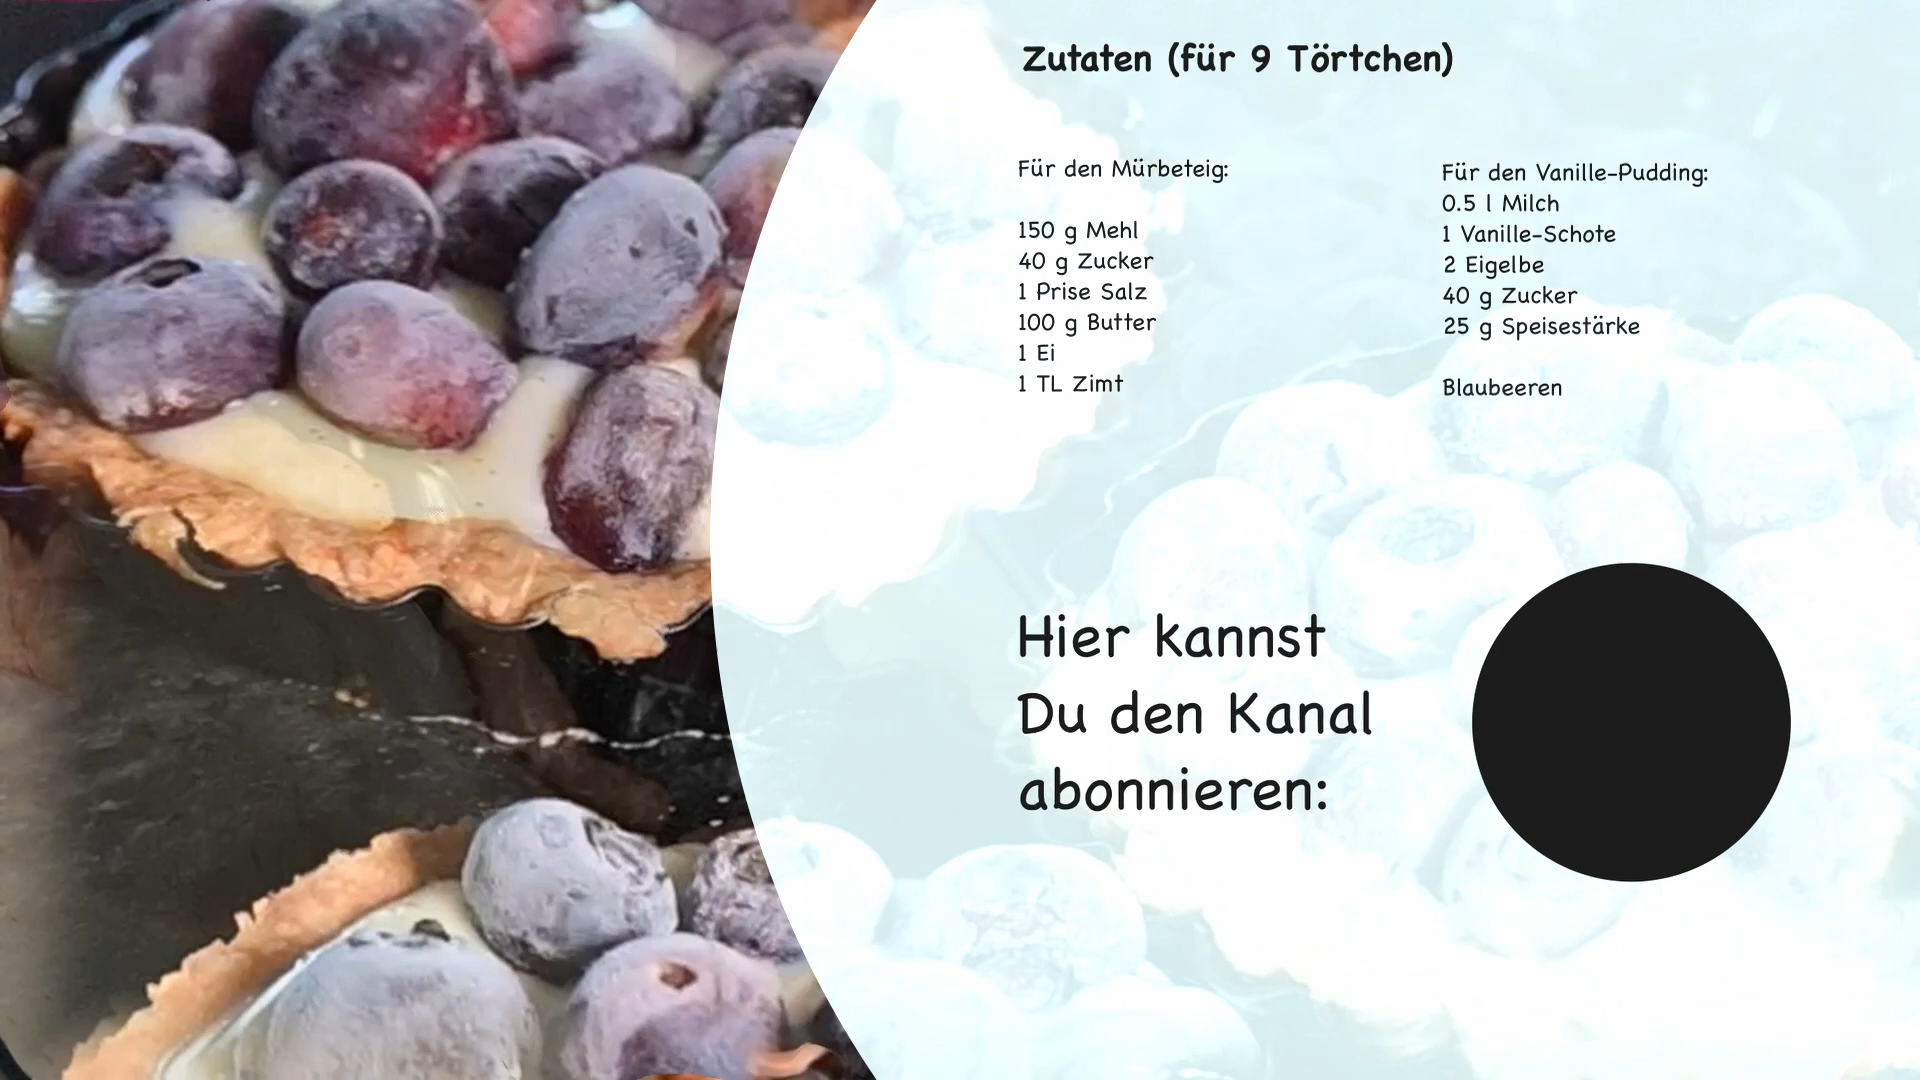 Zutaten (für 9 Törtchen)
Für den Mürbeteig:
150 g Mehl
40 g Zucker
1 Prise Salz
100 g Butter
1 Ei
1 TL Zimt
Für den Vanille-Pudding:
0.5 l Milch
1 Vanille-Schote
2 Eigelbe
40 g Zucker
25 g Speisestärke
Blaubeeren
Hier kannst
Du den Kanal
abonnieren: